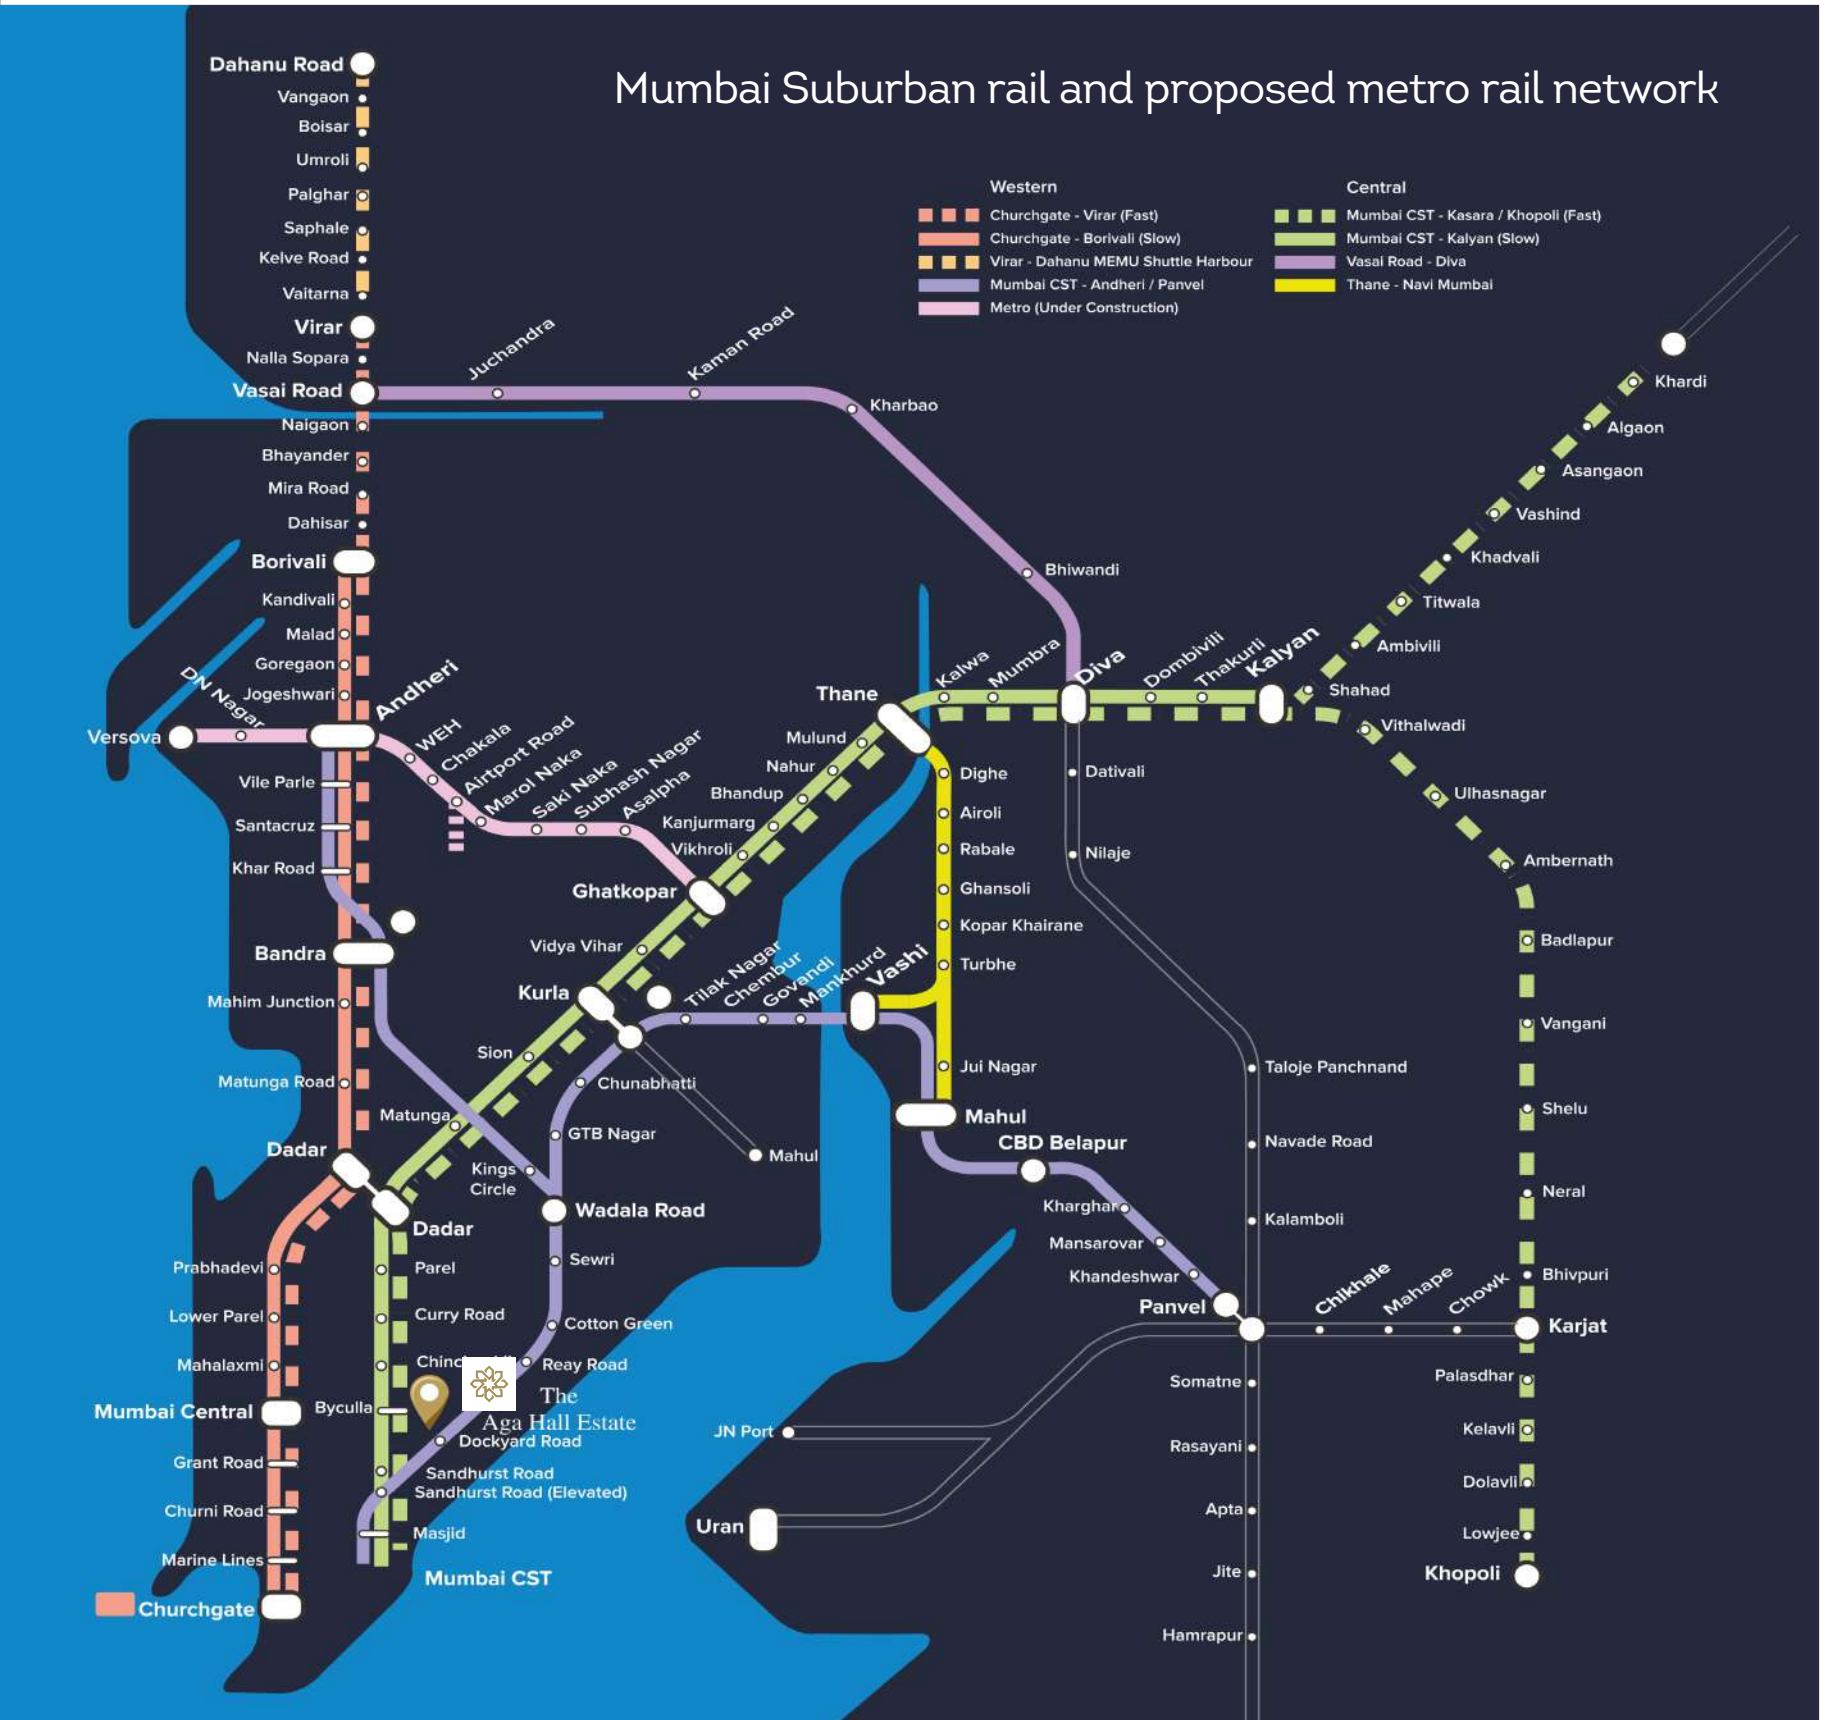 Mumbai Suburban rail and proposed metro rail network
Western
Churchgate - Virar (Fast)
Churchgate - Borivali (Slow)
Virar - Dahanu MEMU Shuttle Harbour
Mumbai CST - Andheri / Panvel
Metro (Under Construction)
Central
Mumbai CST - Kasara / Khopoli (Fast)
Mumbai CST - Kalyan (Slow)
Vasai Road - Diva
Thane - Navi Mumbai
Dahanu Road
Vangaon
Boisar
Umroli
Palghar
Saphale
Kelve Road
Vaitarna
Virar
Nalla Sopara
Vasai Road
Naigaon
Bhayander
Mira Road
Dahisar
Borivali
Kandivali
Malad
Goregaon
Jogeshwari
Andheri
Vile Parle
Santacruz
Khar Road
Bandra
Mahim Junction
Matunga Road
Dadar
Prabhadevi
Lower Parel
Mahalaxmi
Mumbai Central
Grant Road
Churni Road
Marine Lines
Churchgate
Juchandra
Kaman Road
Kharbao
Bhiwandi
Versova
DN Nagar
WEH
Chakala
Airtport Road
Marol Naka
Saki Naka
Subhash Nagar
Asalpha
Khardi
Algaon
Asangaon
Vashind
Khadvali
Titwala
Ambivili
Shahad
Kalyan
Thakurli
Dombivili
Diva
Mumbra
Kalwa
Thane
Mulund
Nahur
Bhandup
Kanjurmarg
Vikhroli
Ghatkopar
Vidya Vihar
Kurla
Sion
Matunga
Dadar
Parel
Curry Road
Byculla
Sandhurst Road
Sandhurst Road (Elevated)
Masjid
Mumbai CST
The
Aga Hall Estate
Dockyard Road
Reay Road
Cotton Green
Sewri
Wadala Road
Kings
Circle
GTB Nagar
Chunabhatti
Mahul
Tilak Nagar
Chembur
Govandi
Mankhurd
Vashi
Dighe
Airoli
Rabale
Ghansoli
Kopar Khairane
Turbhe
Jui Nagar
Mahul
CBD Belapur
Kharghar
Mansarovar
Khandeshwar
Panvel
Dativali
Nilaje
Taloje Panchnand
Navade Road
Kalamboli
Chikhale
Mahape
Chowk
Somatne
Rasayani
Apta
Jite
Hamrapur
JN Port
Uran
Vithalwadi
Ulhasnagar
Ambernath
Badlapur
Vangani
Shelu
Neral
Bhivpuri
Karjat
Palasdhar
Kelavli
Dolavli
Lowjee
Khopoli